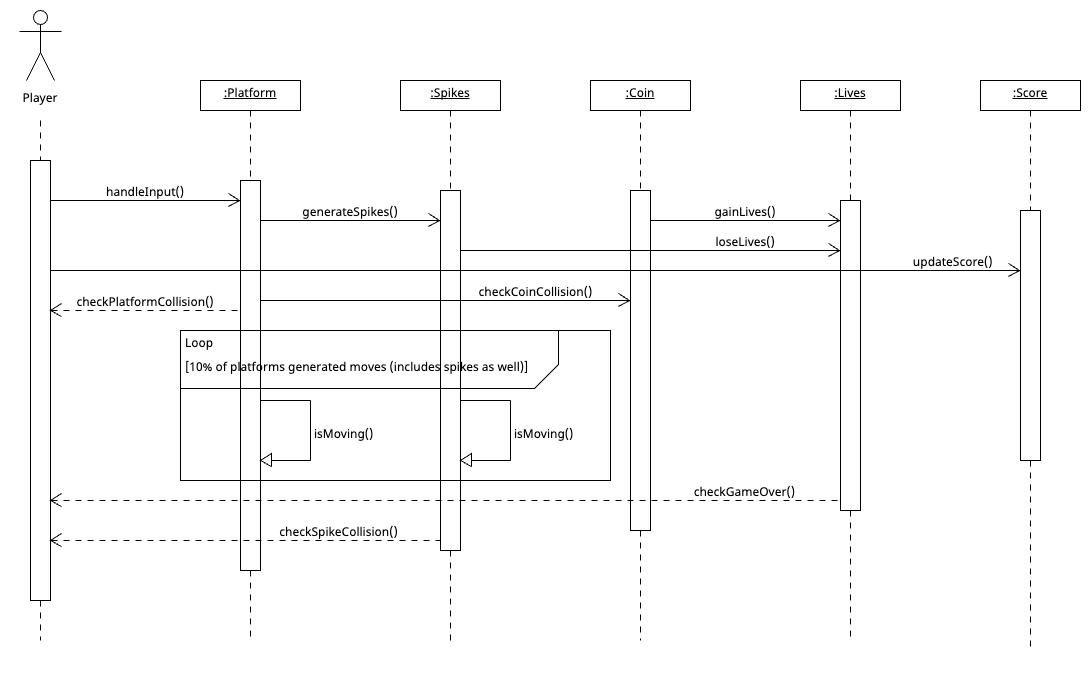 Player
:Platform
:Spikes
:Coin
:Lives
:Score
handleInput()
generateSpikes()
gainLives()
loseLives()
updateScore()
checkCoinCollision()
checkPlatformCollision()
Loop
[10% of platforms generated moves (includes spikes as well)]
isMoving()
isMoving()
checkGameOver()
checkSpikeCollision()